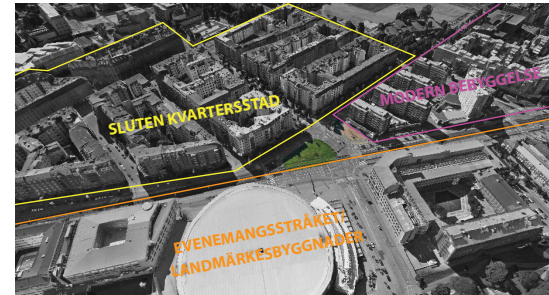 SLUTEN KVARTERSSTAD
MODERN BEBYGGELSE
EVENEMANGSSTRÅKET/
LANDMÄRKESBYGGNADER